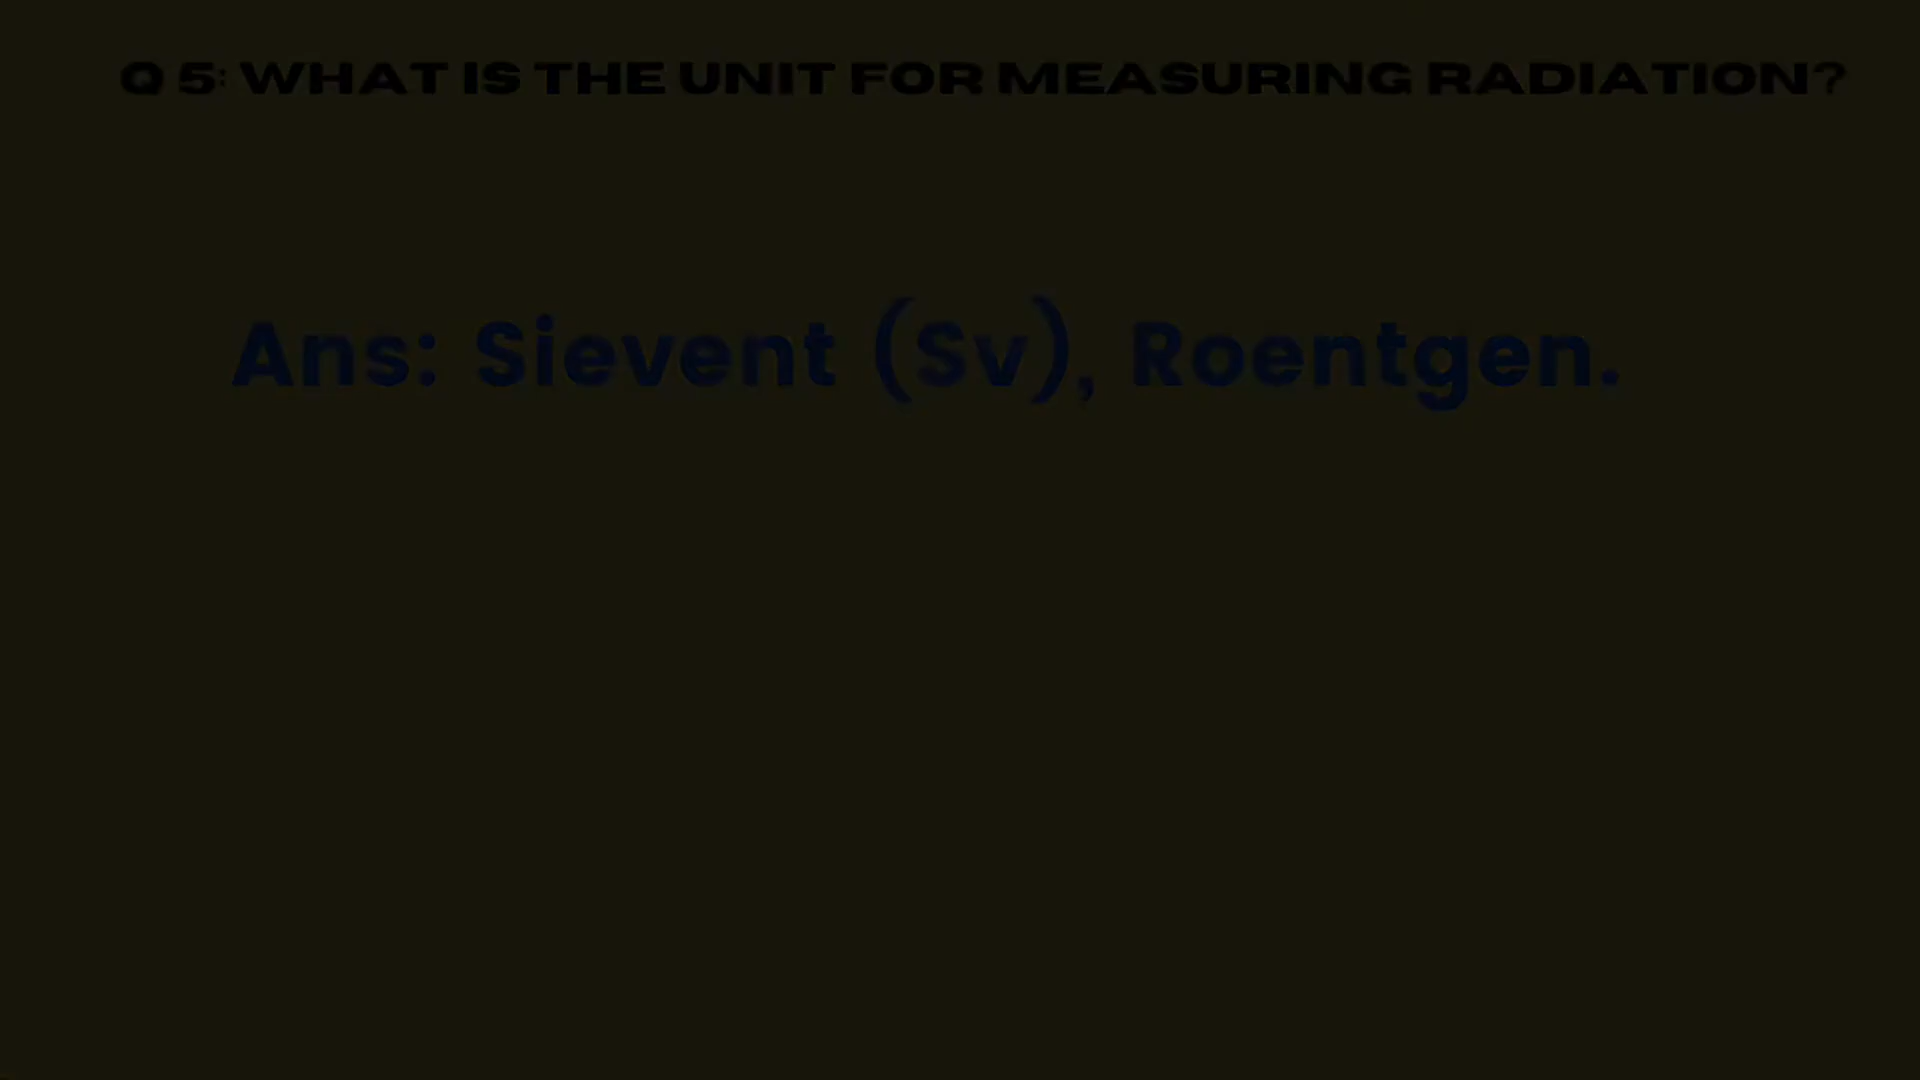 Q 5: WHAT IS THE UNIT FOR MEASURING RADIATION?
Ans: Sievent (Sv), Roentgen.